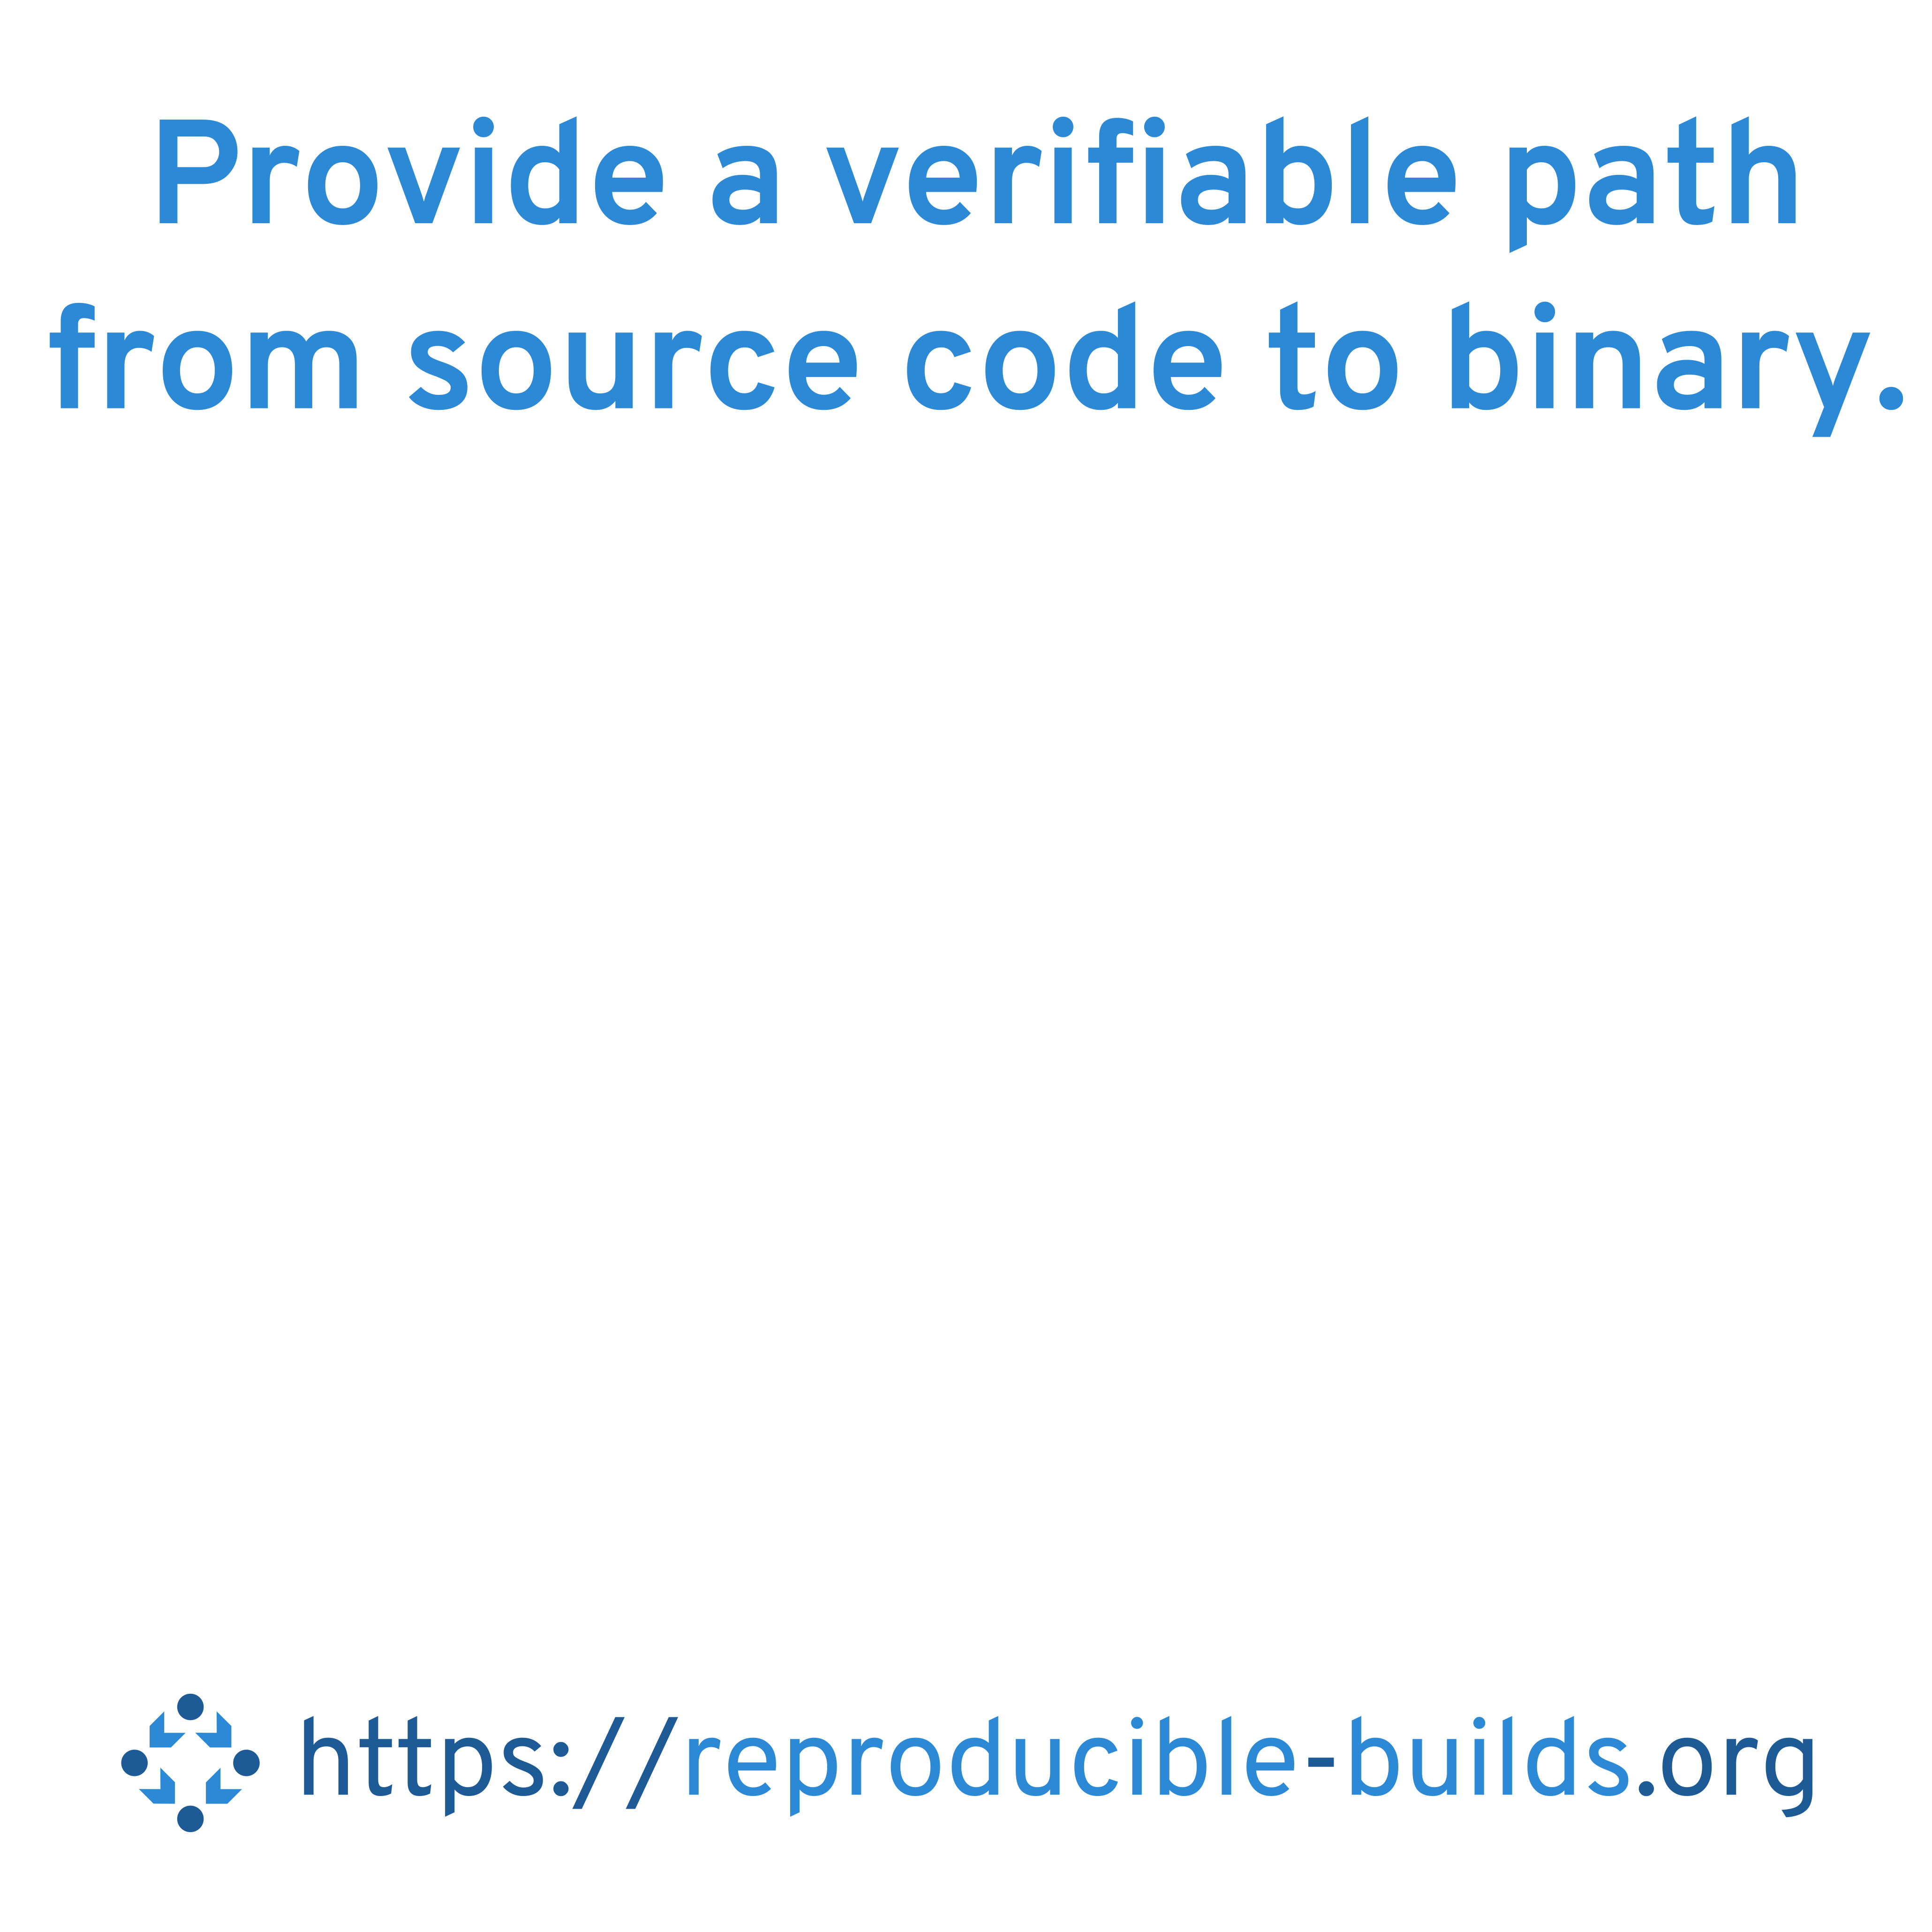 Provide a verifiable path
from source code to binary.
https://reproducible-builds.org